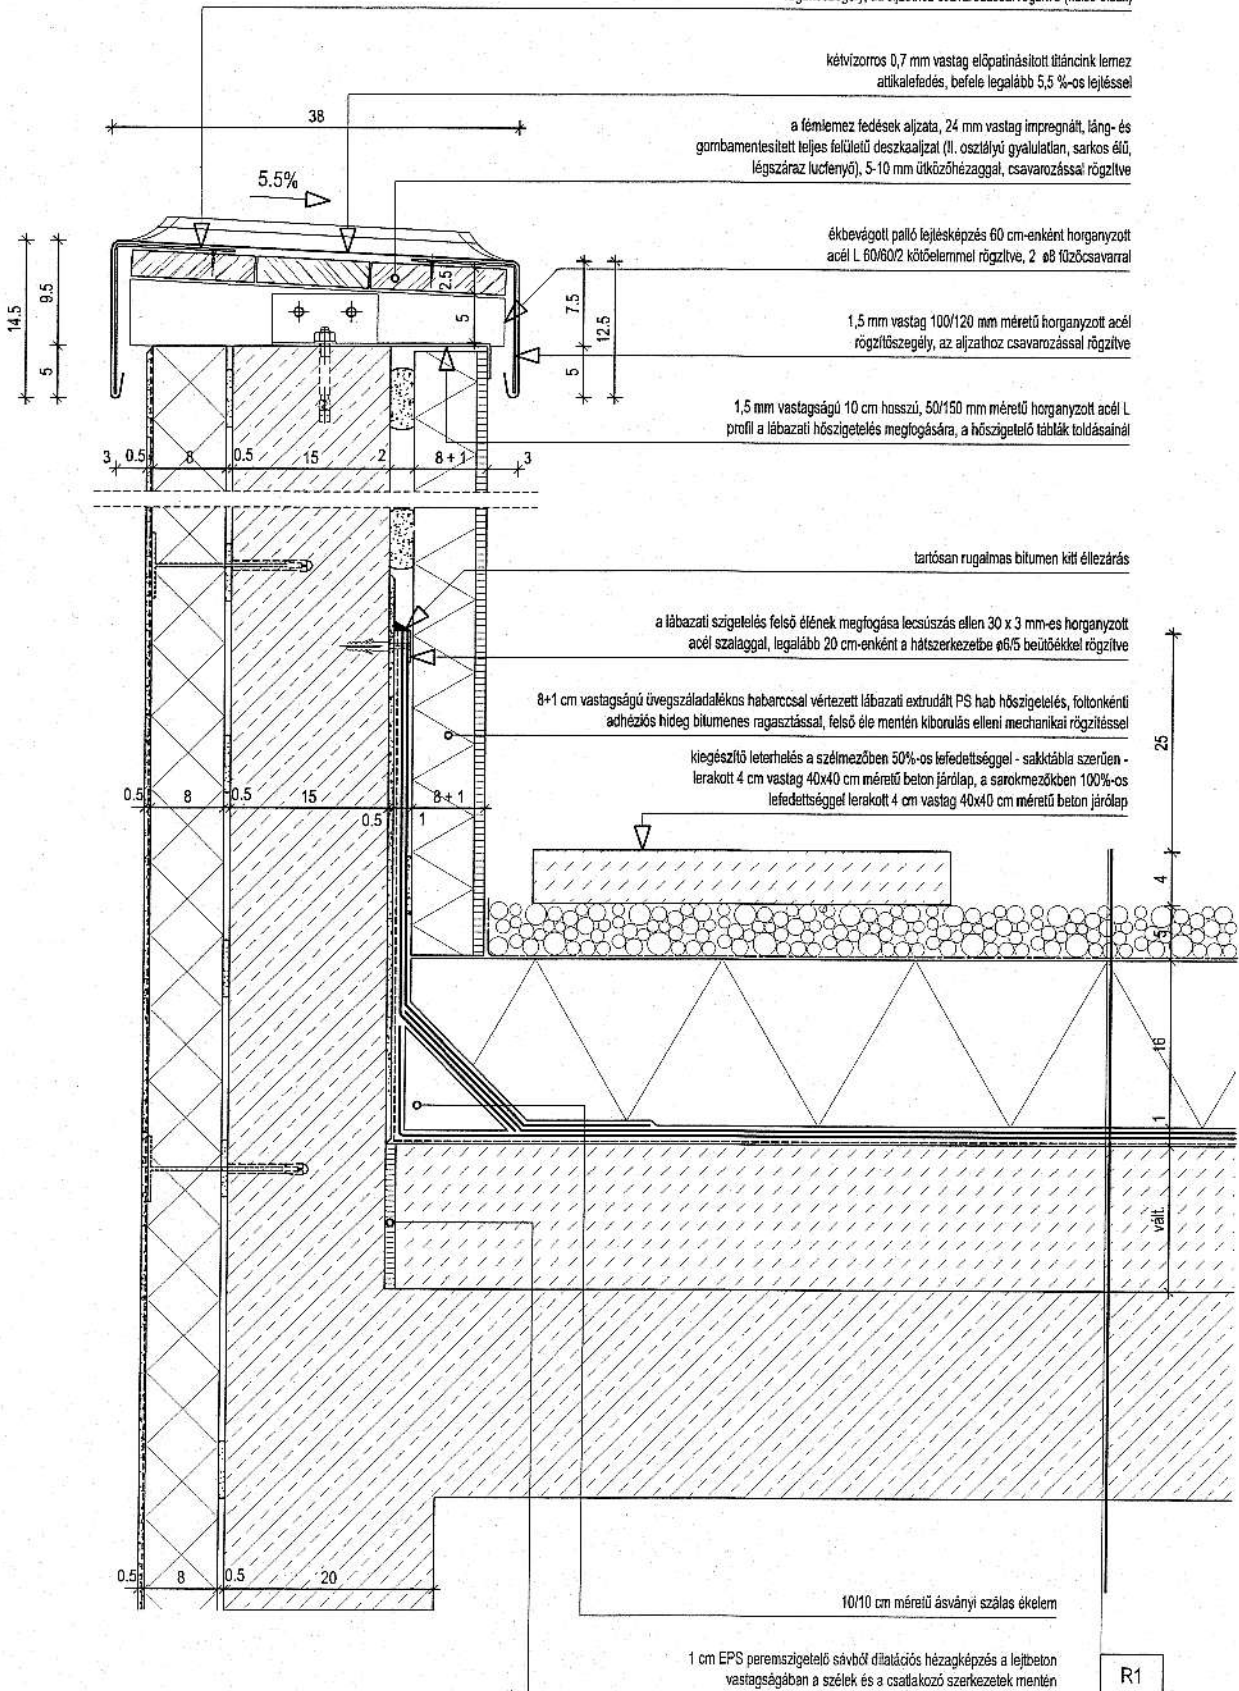 kétvízorros 0,7 mm vastag előpatinásított titáncink lemez
attikalefedés, befele legalább 5,5 %-os lejtéssel
38
a fémlemez fedések aljzata, 24 mm vastag impregnált, láng- és
gombamentesített teljes felületű deszkaaljzat (II. osztályú gyalulatlan, sarkos élű,
légszáraz lucfenyő), 5-10 mm ütközőhézaggal, csavarozással rögzítve
5.5%
ékbevágott palló lejtésképzés 60 cm-enként horganyzott
acél L 60/60/2 kötőelemmel rögzítve, 2 ø8 fűzőcsavarral
14.5
9.5
5
2.5
5
7.5
12.5
5
1,5 mm vastag 100/120 mm méretű horganyzott acél
rögzítőszegély, az aljzathoz csavarozással rögzítve
1,5 mm vastagságú 10 cm hosszú, 50/150 mm méretű horganyzott acél L
profil a lábazati hőszigetelés megfogására, a hőszigetelő táblák toldásainál
3 0.5 8 0.5 15 2 8 + 1 3
tartósan rugalmas bitumen kitt éllezárás
a lábazati szigetelés felső élének megfogása lecsúszás ellen 30 x 3 mm-es horganyzott
acél szalaggal, legalább 20 cm-enként a hátszerkezetbe ø6/5 beütőékkel rögzítve
8+1 cm vastagságú üvegszáladalékos habarccsal vértezett lábazati extrudált PS hab hőszigetelés, foltonkénti
adhéziós hideg bitumenes ragasztással, felső éle mentén kiborulás elleni mechanikai rögzítéssel
25
kiegészítő leterhelés a szélmezőben 50%-os lefedettséggel - sakktábla szerűen -
lerakott 4 cm vastag 40x40 cm méretű beton járólap, a sarokmezőkben 100%-os
lefedettséggel lerakott 4 cm vastag 40x40 cm méretű beton járólap
0.5 8 0.5 15 8 + 1
0.5 1
4
5
16
1
vált.
0.5 8 0.5 20
10/10 cm méretű ásványi szálas ékelem
1 cm EPS peremszigetelő sávból dilatációs hézagképzés a lejtbeton
vastagságában a szélek és a csatlakozó szerkezetek mentén
R1